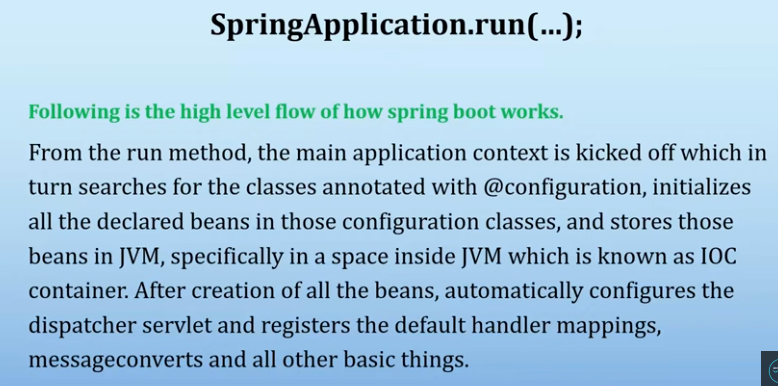 SpringApplication.run(...);
Following is the high level flow of how spring boot works.
From the run method, the main application context is kicked off which in
turn searches for the classes annotated with @configuration, initializes
all the declared beans in those configuration classes, and stores those
beans in JVM, specifically in a space inside JVM which is known as IOC
container. After creation of all the beans, automatically configures the
dispatcher servlet and registers the default handler mappings,
messageconverts and all other basic things.